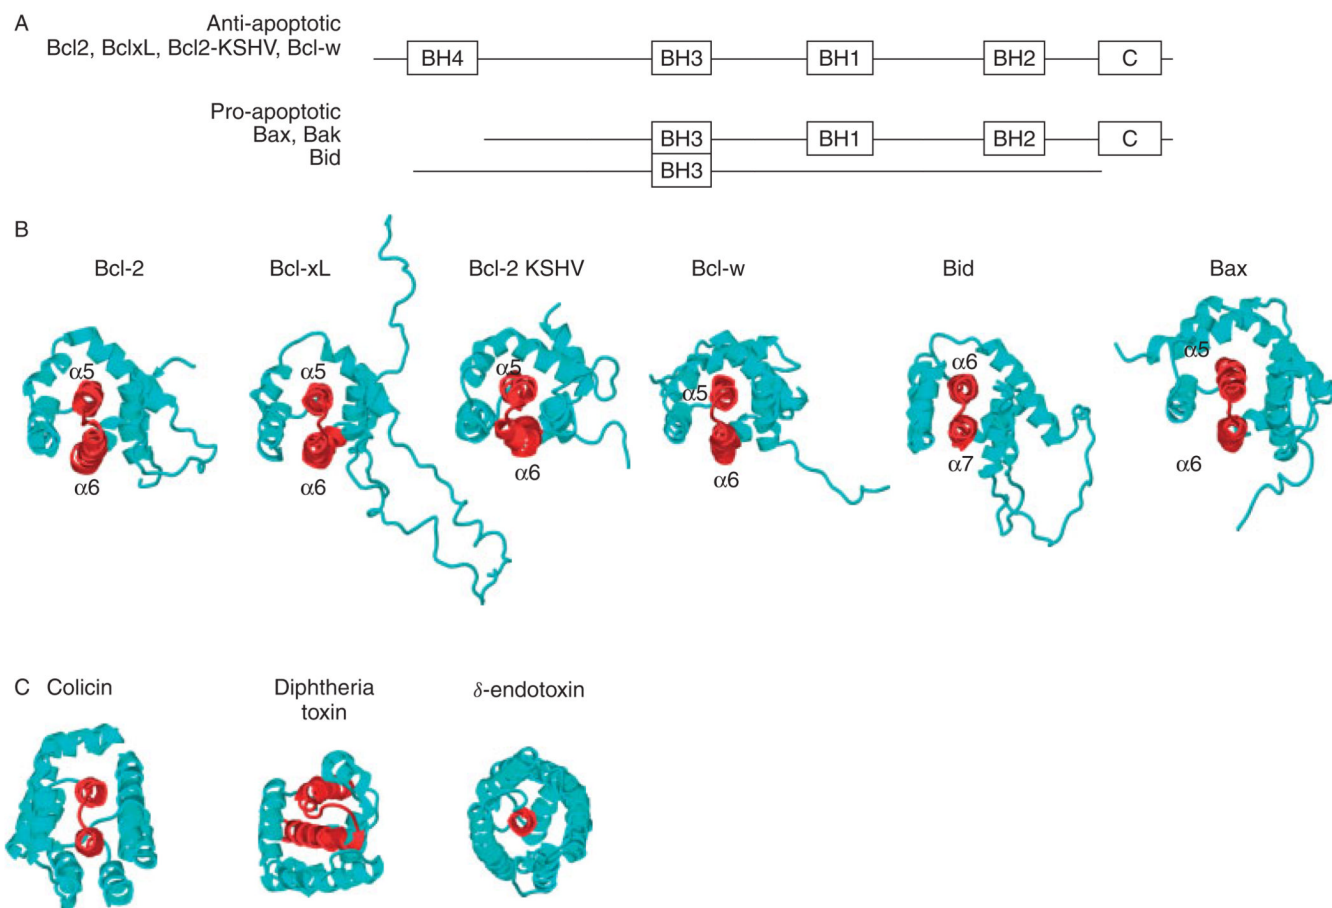 A
Anti-apoptotic
Bcl2, BclxL, Bcl2-KSHV, Bcl-w
BH4 BH3 BH1 BH2 C
Pro-apoptotic
Bax, Bak
BH3 BH1 BH2 C
Bid
BH3
B
Bcl-2 Bcl-xL Bcl-2 KSHV Bcl-w Bid Bax
α5 α5 α5 α5 α6 α5
α6 α6 α6 α6 α7 α6
C Colicin Diphtheria δ-endotoxin
toxin